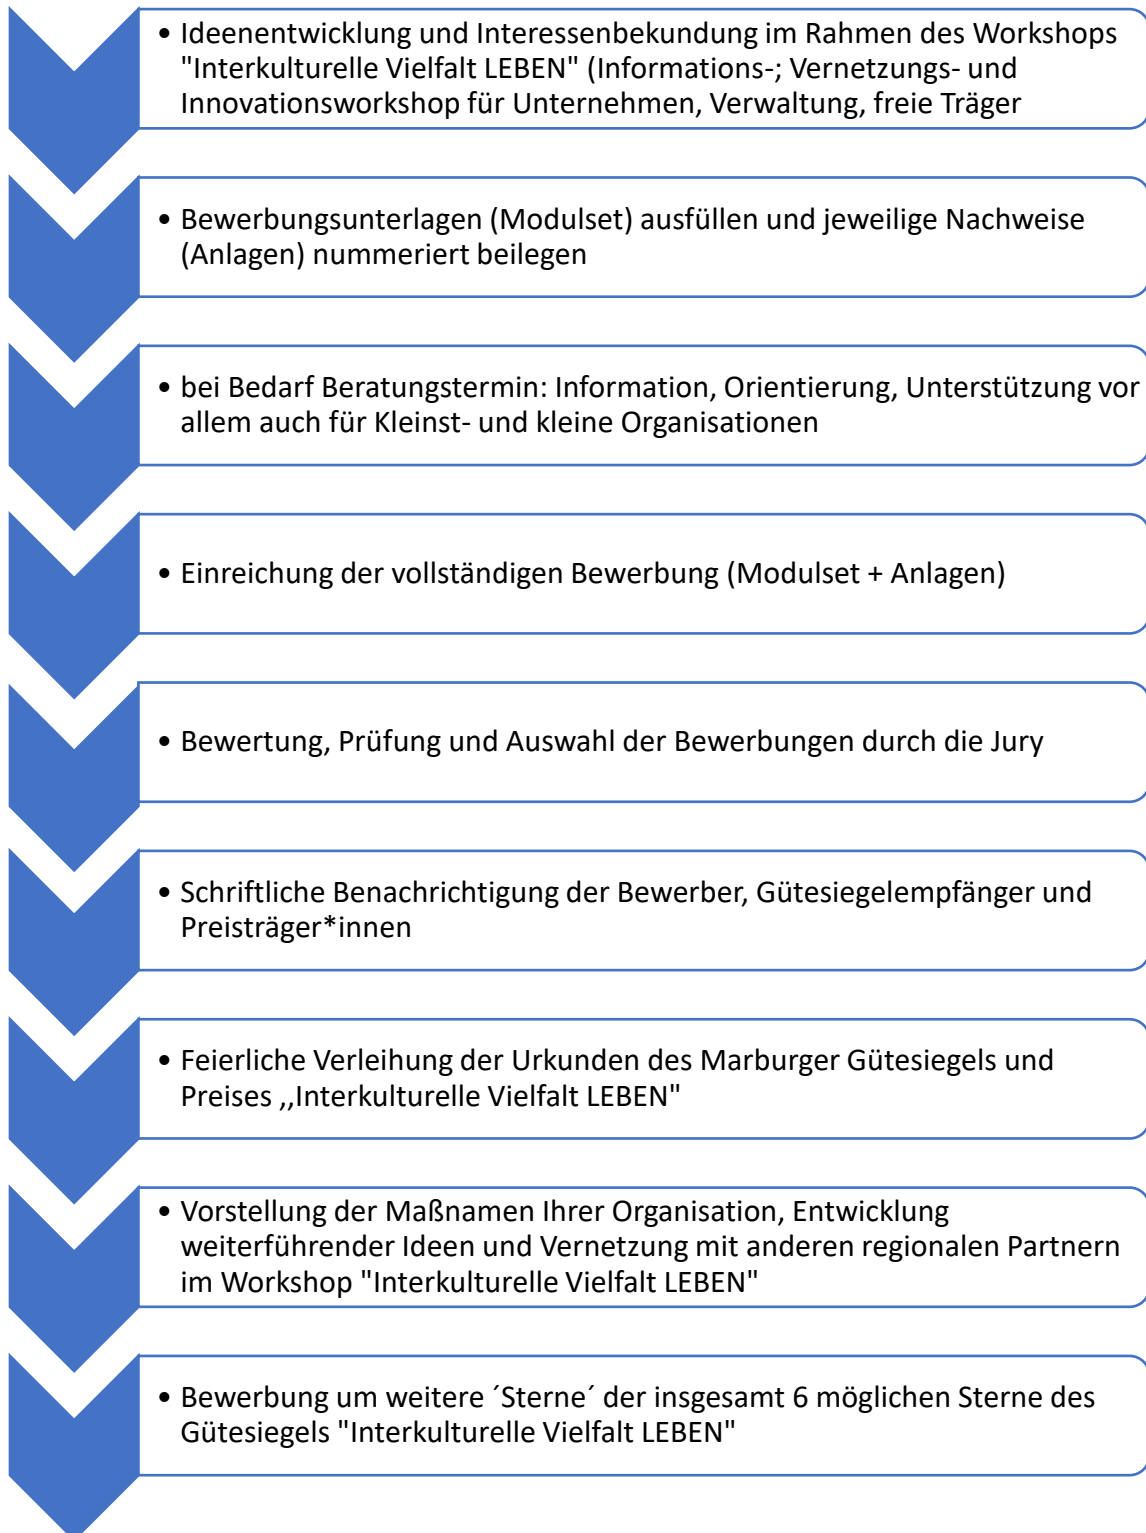 • Ideenentwicklung und Interessenbekundung im Rahmen des Workshops
"Interkulturelle Vielfalt LEBEN" (Informations-; Vernetzungs- und
Innovationsworkshop für Unternehmen, Verwaltung, freie Träger
• Bewerbungsunterlagen (Modulset) ausfüllen und jeweilige Nachweise
(Anlagen) nummeriert beilegen
• bei Bedarf Beratungstermin: Information, Orientierung, Unterstützung vor
allem auch für Kleinst- und kleine Organisationen
• Einreichung der vollständigen Bewerbung (Modulset + Anlagen)
• Bewertung, Prüfung und Auswahl der Bewerbungen durch die Jury
• Schriftliche Benachrichtigung der Bewerber, Gütesiegelempfänger und
Preisträger*innen
• Feierliche Verleihung der Urkunden des Marburger Gütesiegels und
Preises ,,Interkulturelle Vielfalt LEBEN"
• Vorstellung der Maßnamen Ihrer Organisation, Entwicklung
weiterführender Ideen und Vernetzung mit anderen regionalen Partnern
im Workshop "Interkulturelle Vielfalt LEBEN"
• Bewerbung um weitere ´Sterne´ der insgesamt 6 möglichen Sterne des
Gütesiegels "Interkulturelle Vielfalt LEBEN"